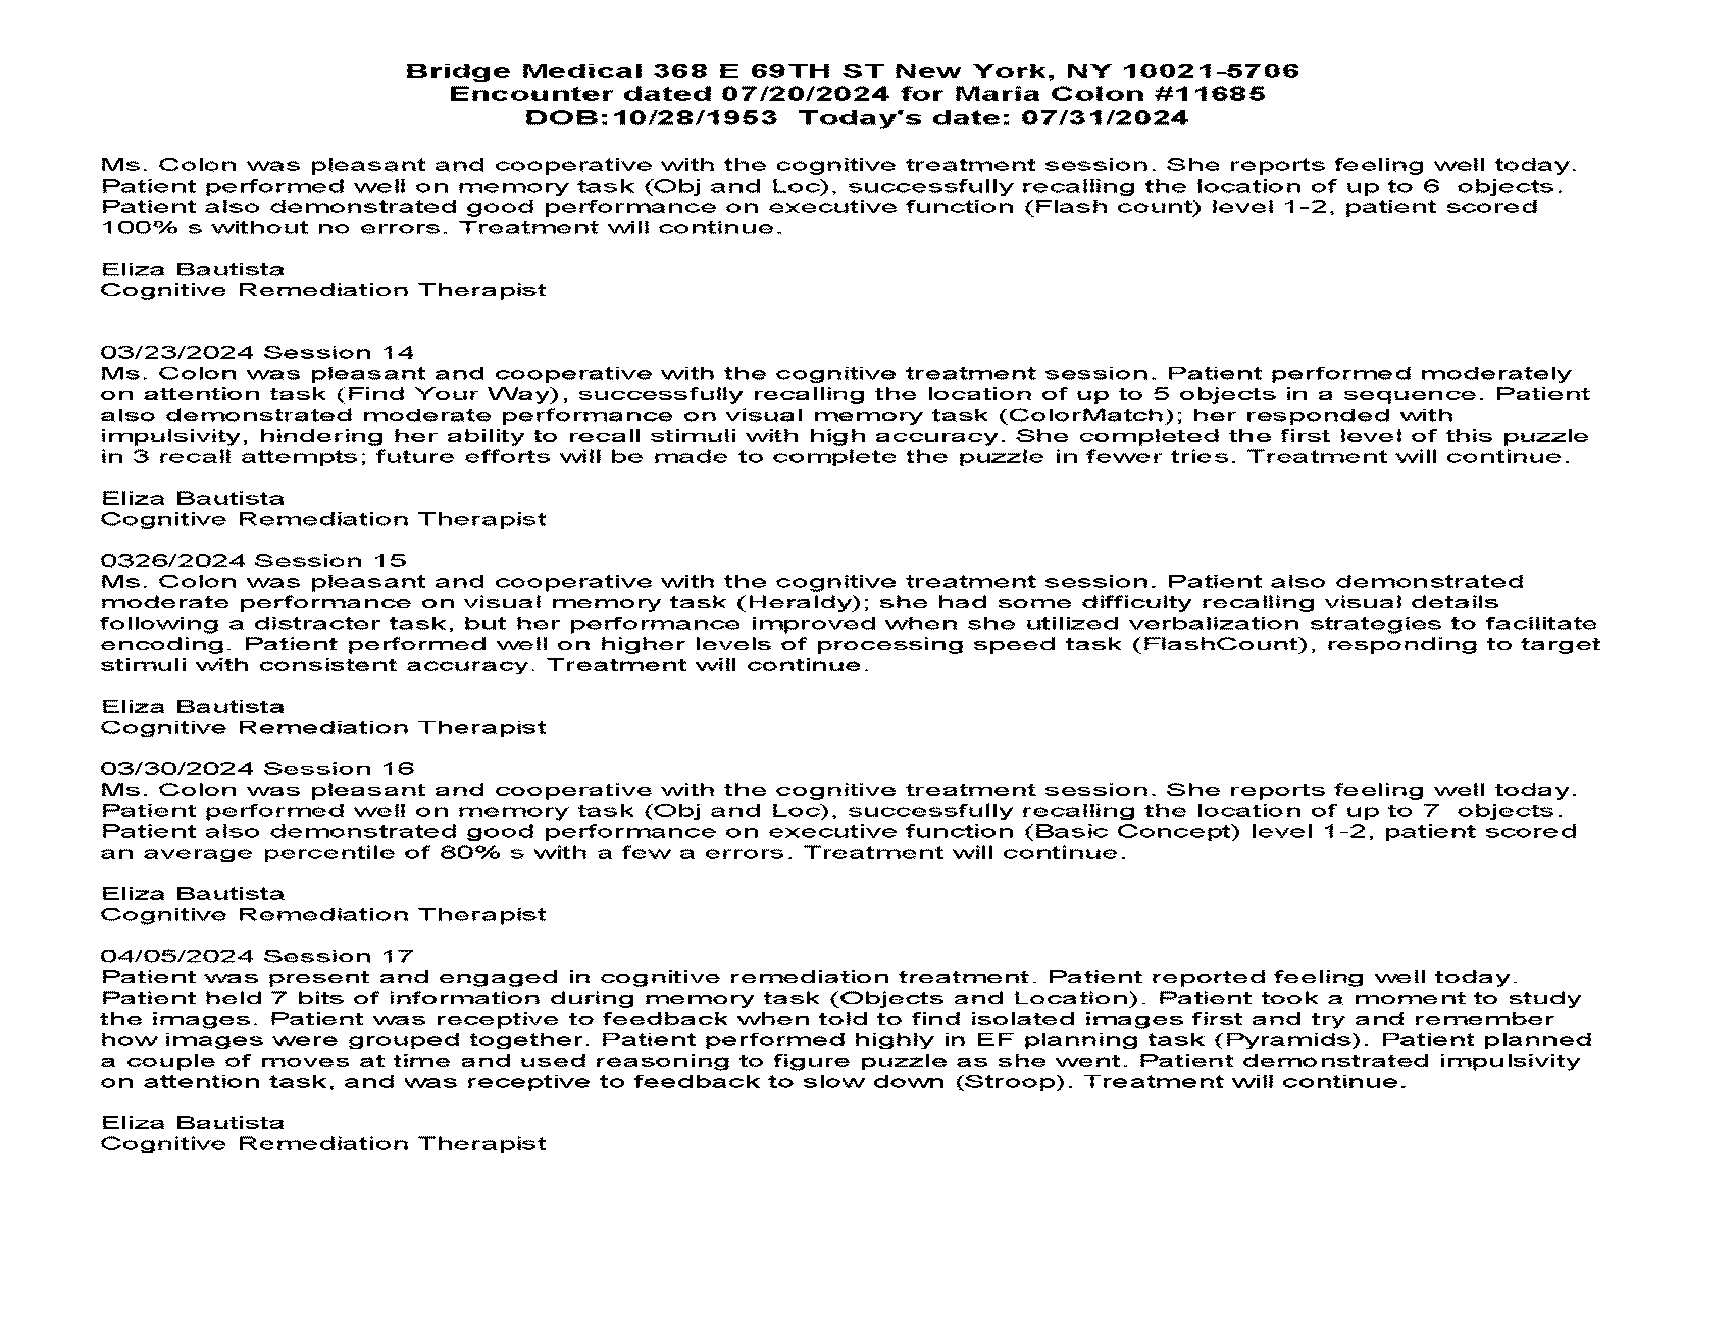 Bridge Medical 368 E 69TH ST New York, NY 10021-5706
Encounter dated 07/20/2024 for Maria Colon #11685
DOB:10/28/1953 Today's date: 07/31/2024
Ms. Colon was pleasant and cooperative with the cognitive treatment session. She reports feeling well today.
Patient performed well on memory task (Obj and Loc), successfully recalling the location of up to 6 objects.
Patient also demonstrated good performance on executive function (Flash count) level 1-2, patient scored
100% s without no errors. Treatment will continue.
Eliza Bautista
Cognitive Remediation Therapist
03/23/2024 Session 14
Ms. Colon was pleasant and cooperative with the cognitive treatment session. Patient performed moderately
on attention task (Find Your Way), successfully recalling the location of up to 5 objects in a sequence. Patient
also demonstrated moderate performance on visual memory task (ColorMatch); her responded with
impulsivity, hindering her ability to recall stimuli with high accuracy. She completed the first level of this puzzle
in 3 recall attempts; future efforts will be made to complete the puzzle in fewer tries. Treatment will continue.
Eliza Bautista
Cognitive Remediation Therapist
0326/2024 Session 15
Ms. Colon was pleasant and cooperative with the cognitive treatment session. Patient also demonstrated
moderate performance on visual memory task (Heraldy); she had some difficulty recalling visual details
following a distracter task, but her performance improved when she utilized verbalization strategies to facilitate
encoding. Patient performed well on higher levels of processing speed task (FlashCount), responding to target
stimuli with consistent accuracy. Treatment will continue.
Eliza Bautista
Cognitive Remediation Therapist
03/30/2024 Session 16
Ms. Colon was pleasant and cooperative with the cognitive treatment session. She reports feeling well today.
Patient performed well on memory task (Obj and Loc), successfully recalling the location of up to 7 objects.
Patient also demonstrated good performance on executive function (Basic Concept) level 1-2, patient scored
an average percentile of 80% s with a few a errors. Treatment will continue.
Eliza Bautista
Cognitive Remediation Therapist
04/05/2024 Session 17
Patient was present and engaged in cognitive remediation treatment. Patient reported feeling well today.
Patient held 7 bits of information during memory task (Objects and Location). Patient took a moment to study
the images. Patient was receptive to feedback when told to find isolated images first and try and remember
how images were grouped together. Patient performed highly in EF planning task (Pyramids). Patient planned
a couple of moves at time and used reasoning to figure puzzle as she went. Patient demonstrated impulsivity
on attention task, and was receptive to feedback to slow down (Stroop). Treatment will continue.
Eliza Bautista
Cognitive Remediation Therapist